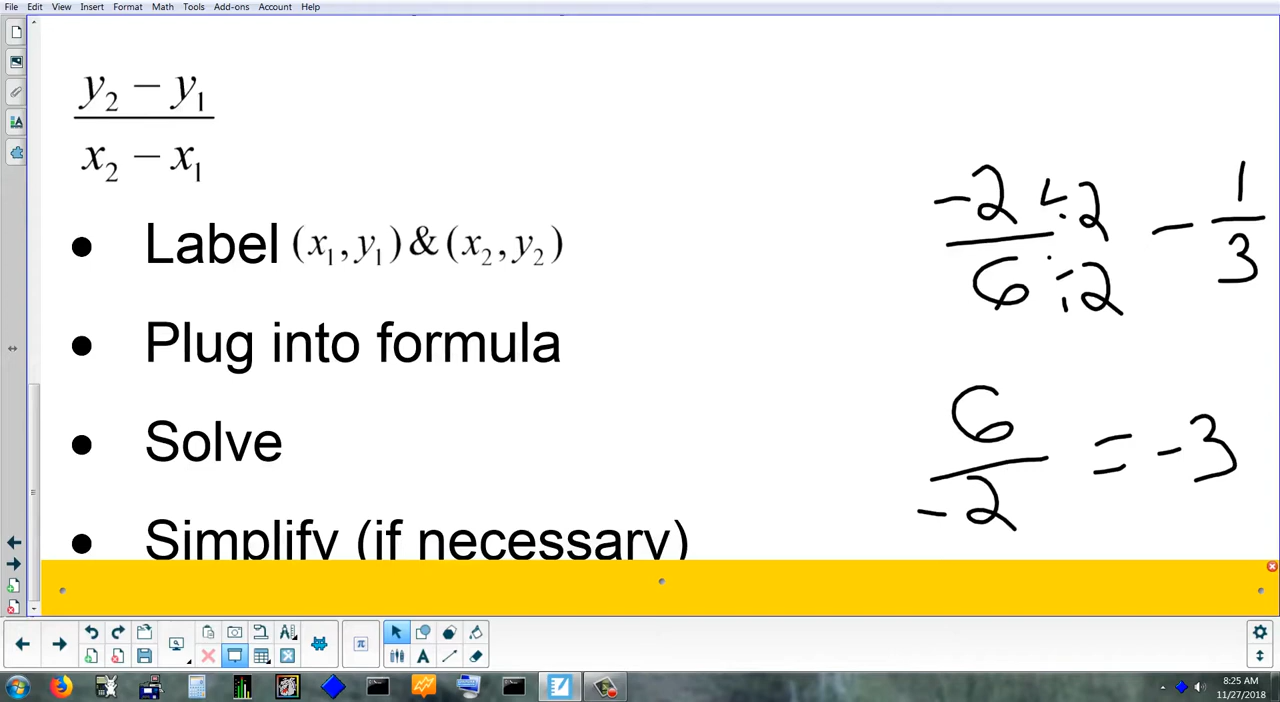 File Edit View Insert Format Math Tools Add-ons Account Help
y₂ − y₁
x₂ − x₁
• Label (x₁, y₁) & (x₂, y₂)
• Plug into formula
• Solve
• Simplify (if necessary)
-2 ÷ 2
6 ÷ 2
- 1
3
6
-2
= -3
A
π
A
8:25 AM
11/27/2018